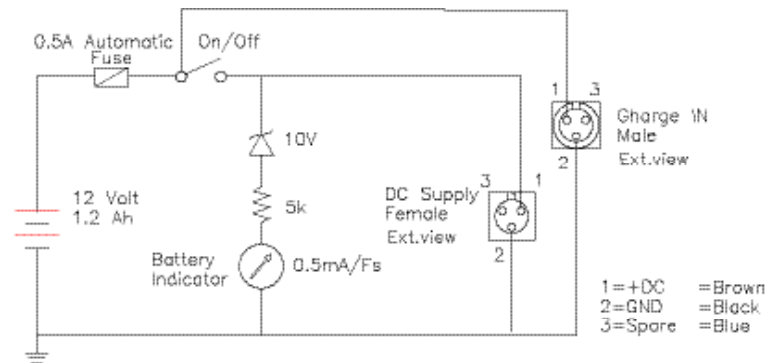 0.5A Automatic
Fuse
On/Off
1 3
Gharge IN
Male
Ext.view
2
10V
5k
12 Volt
1.2 Ah
DC Supply
Female
Ext.view
3 1
2
Battery
Indicator
0.5mA/Fs
1=+DC =Brown
2=GND =Black
3=Spare =Blue